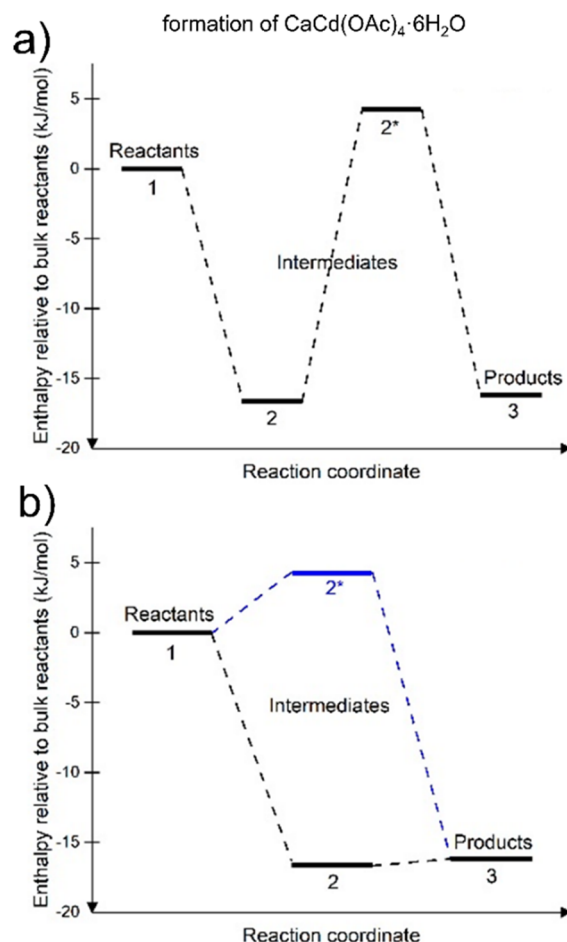 formation of CaCd(OAc)₄·6H₂O
a)
Enthalpy relative to bulk reactants (kJ/mol)
5
0
-5
-10
-15
-20
Reactants
1
2*
Intermediates
2
Products
3
Reaction coordinate
b)
Enthalpy relative to bulk reactants (kJ/mol)
5
0
-5
-10
-15
-20
2*
Reactants
1
Intermediates
2
Products
3
Reaction coordinate